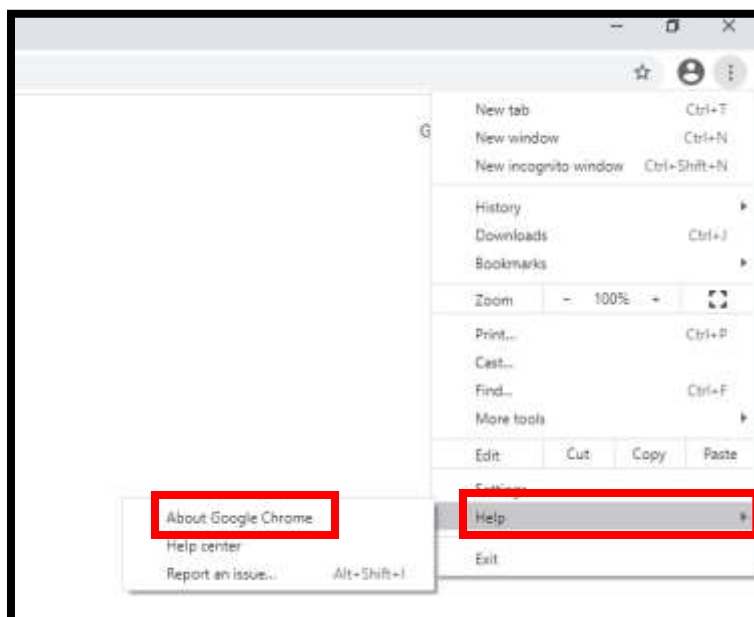 G
New tab Ctrl+T
New window Ctrl+N
New incognito window Ctrl+Shift+N
History
Downloads Ctrl+J
Bookmarks
Zoom - 100% +
Print... Ctrl+P
Cast...
Find... Ctrl+F
More tools
Edit Cut Copy Paste
Settings
Help
Exit
About Google Chrome
Help center
Report an issue... Alt+Shift+I